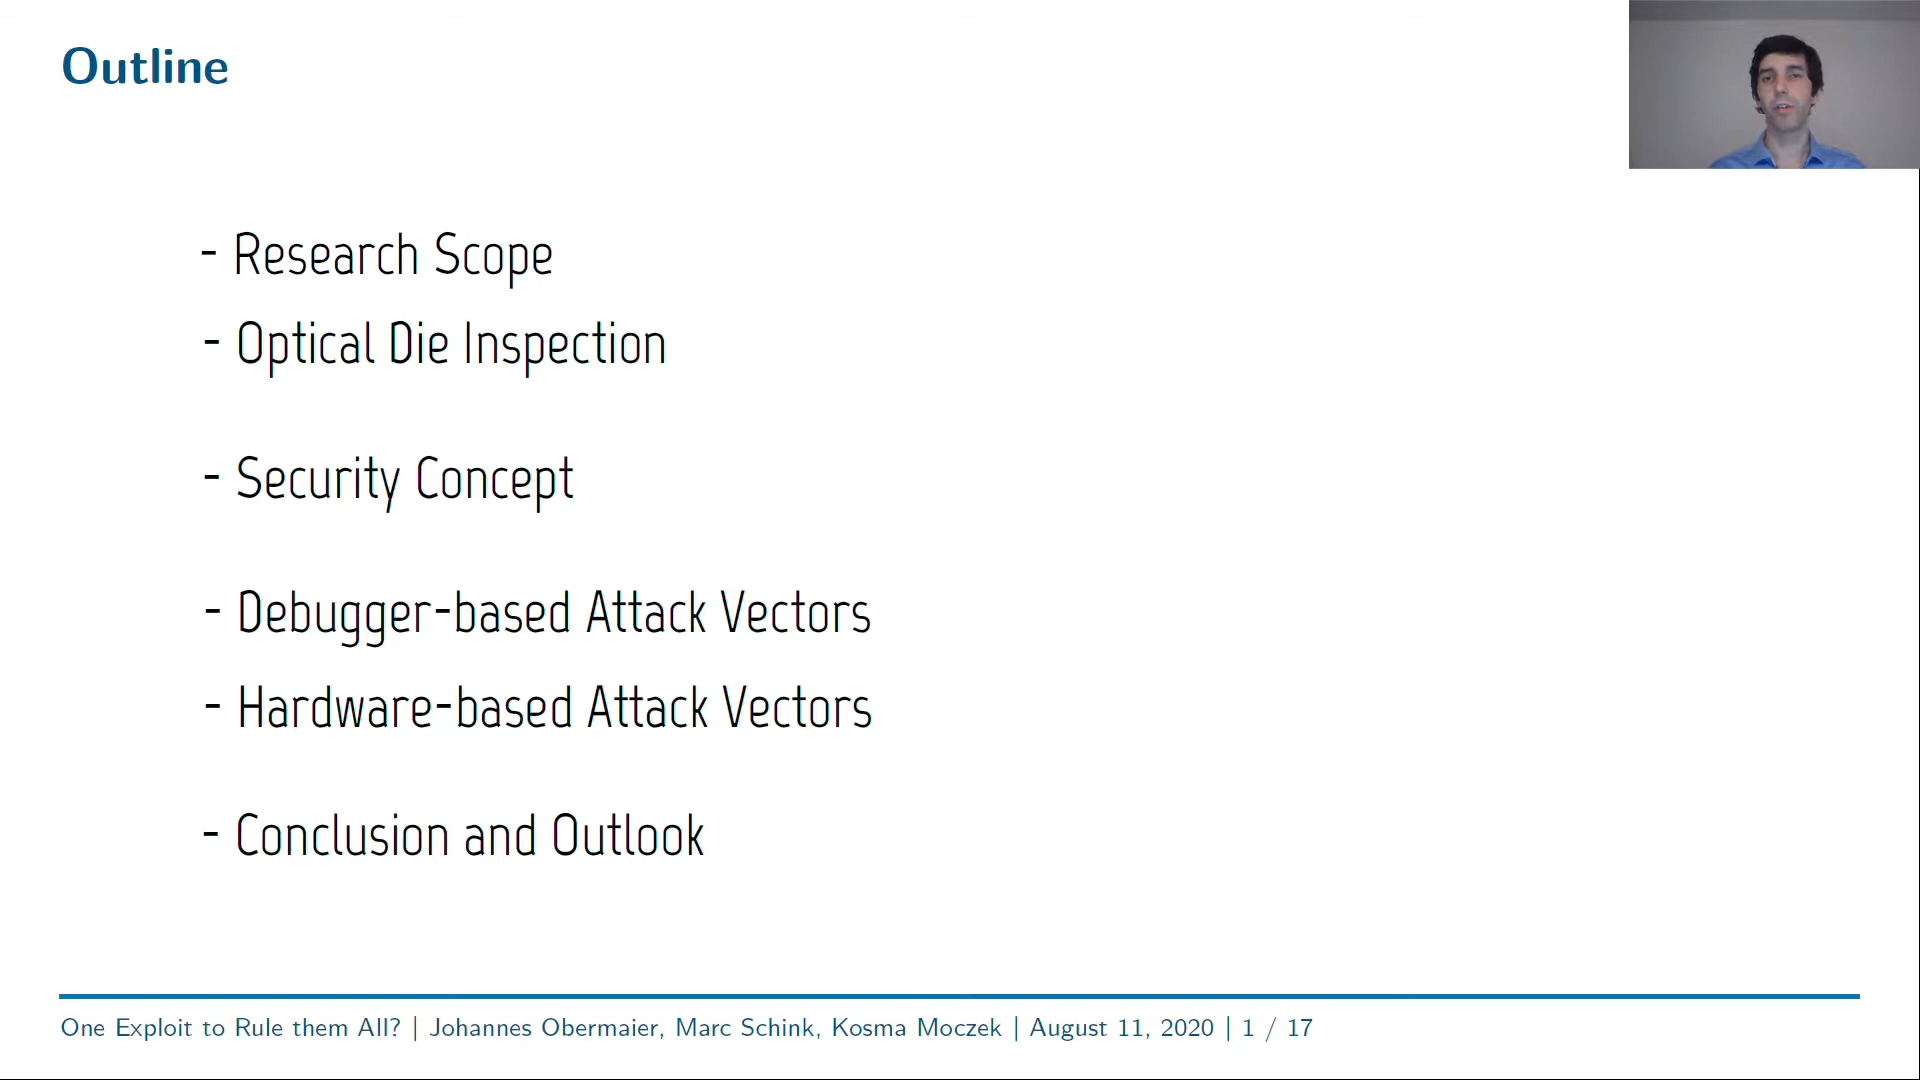 Outline
- Research Scope
- Optical Die Inspection
- Security Concept
- Debugger-based Attack Vectors
- Hardware-based Attack Vectors
- Conclusion and Outlook
One Exploit to Rule them All? | Johannes Obermaier, Marc Schink, Kosma Moczek | August 11, 2020 | 1 / 17